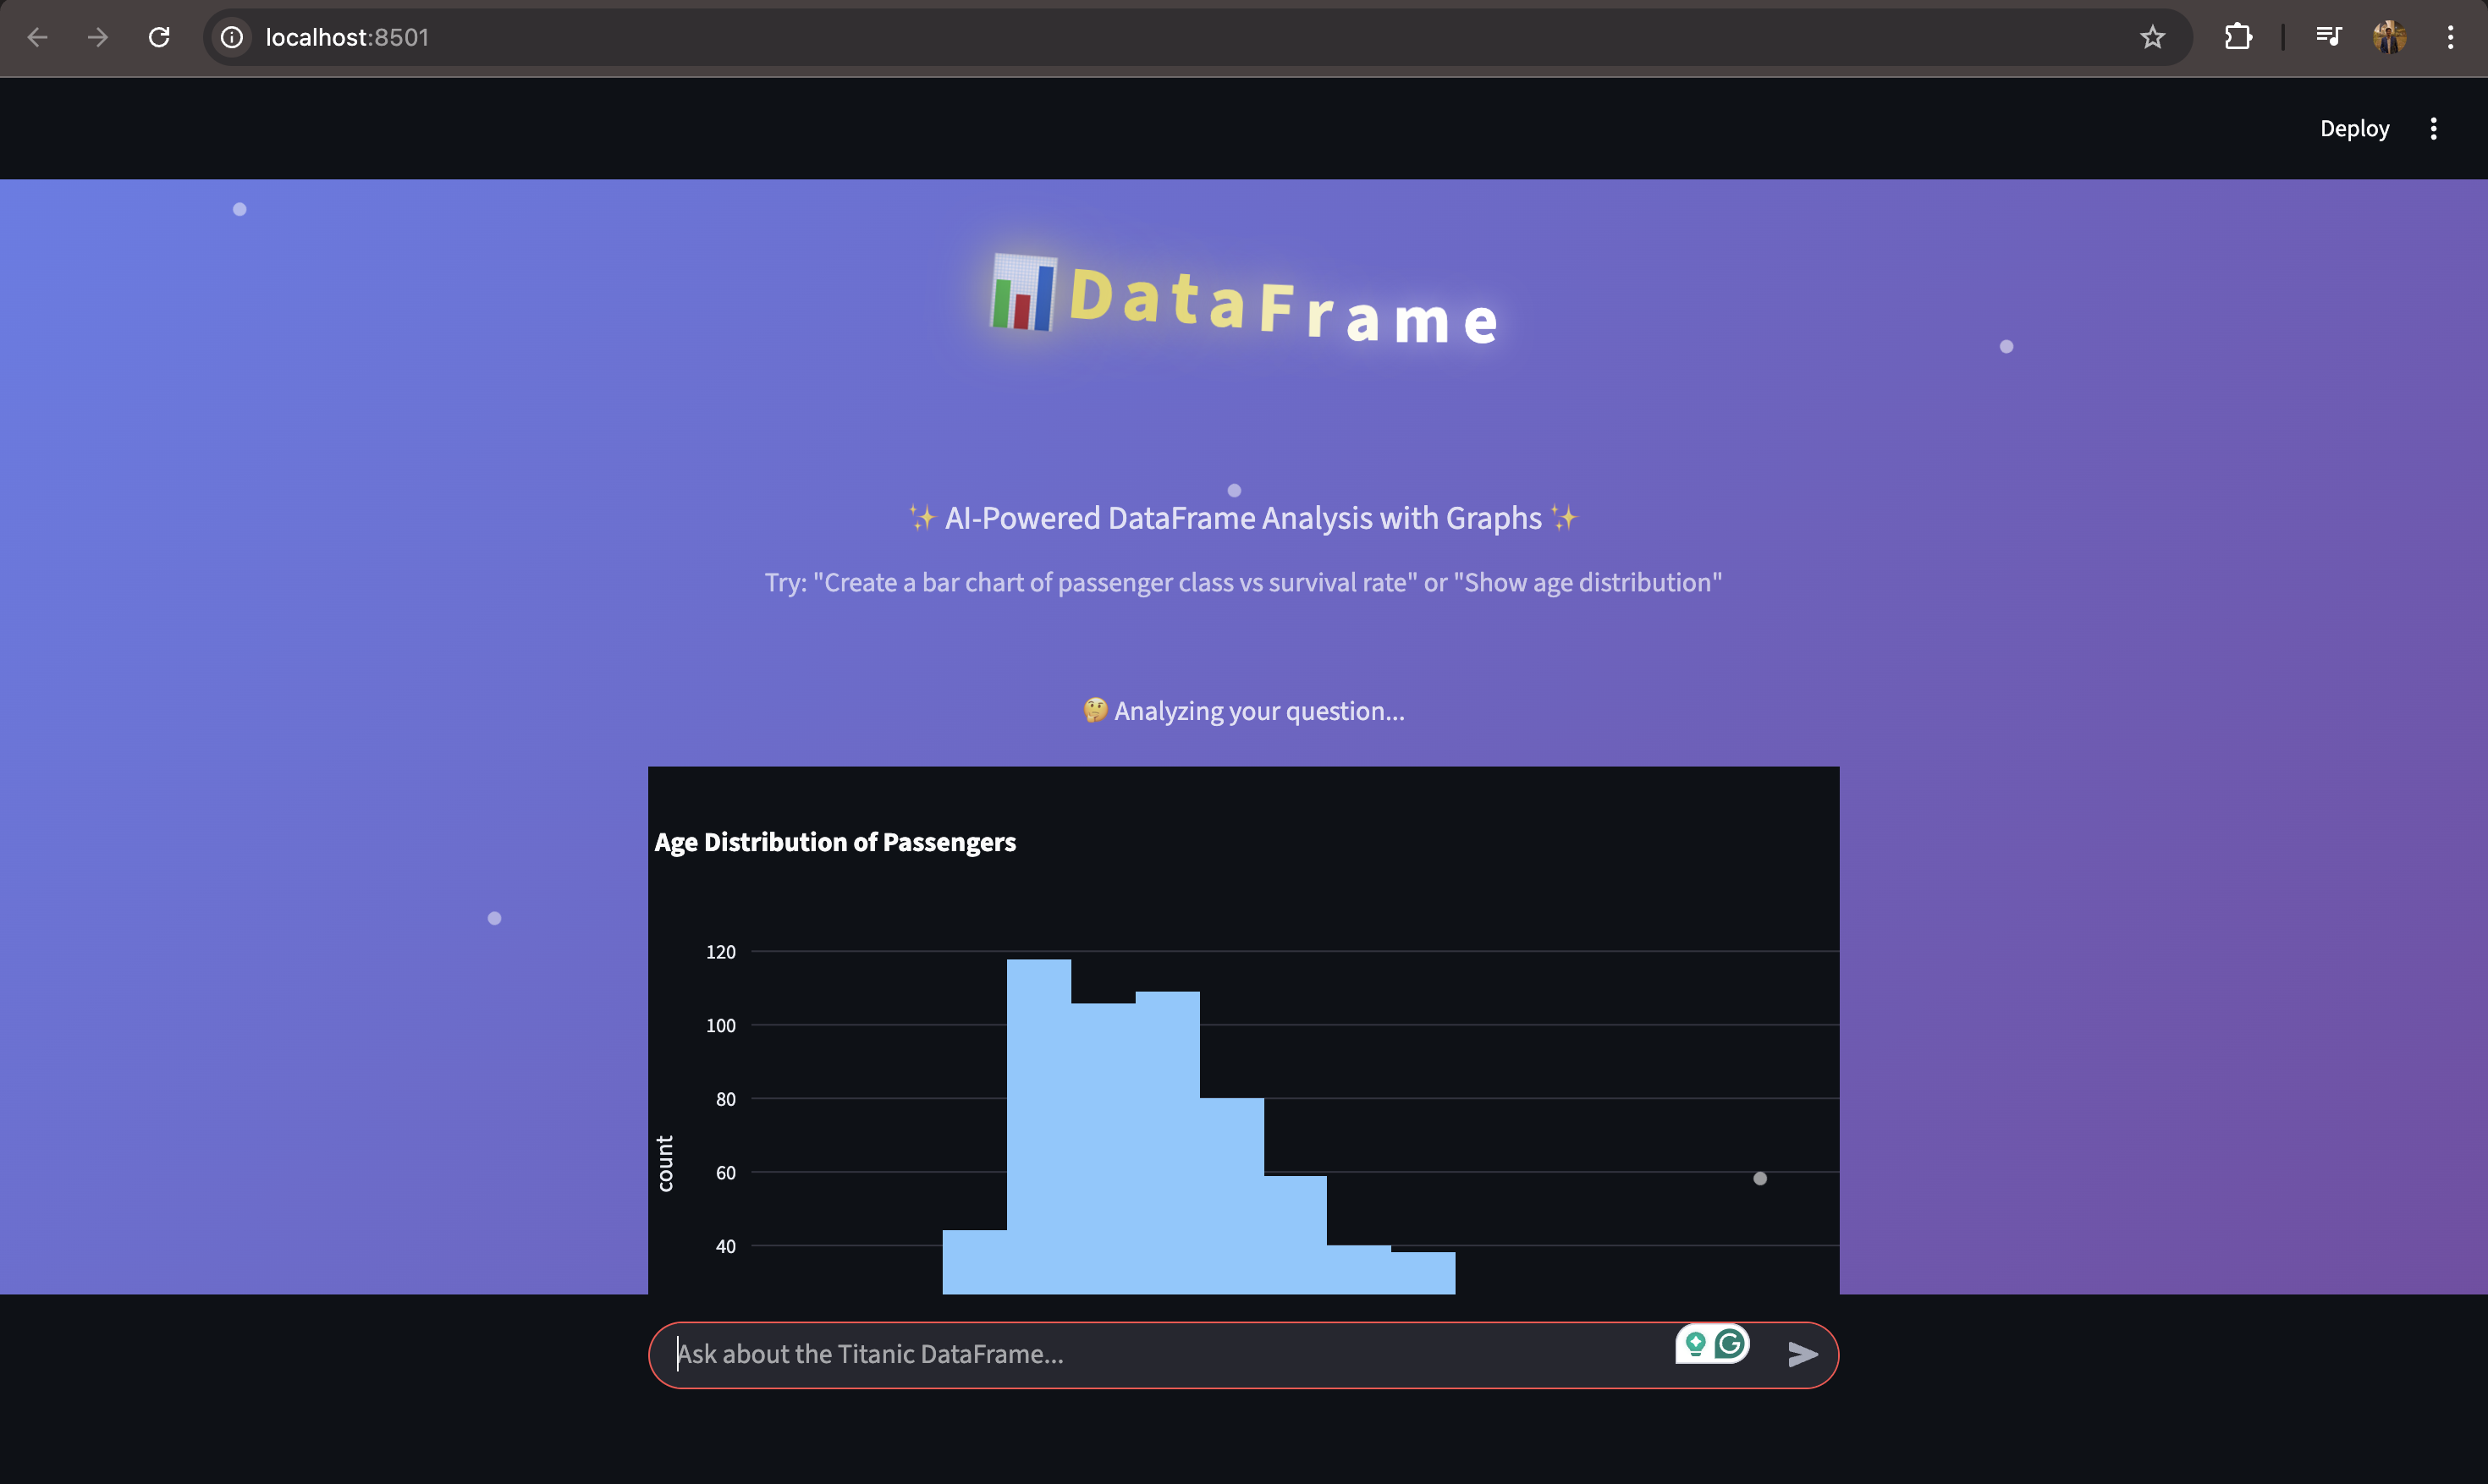 localhost:8501
Deploy
📊DataFrame
✨ AI-Powered DataFrame Analysis with Graphs ✨
Try: "Create a bar chart of passenger class vs survival rate" or "Show age distribution"
🤔 Analyzing your question...
Age Distribution of Passengers
120
100
80
60
40
count
Ask about the Titanic DataFrame...